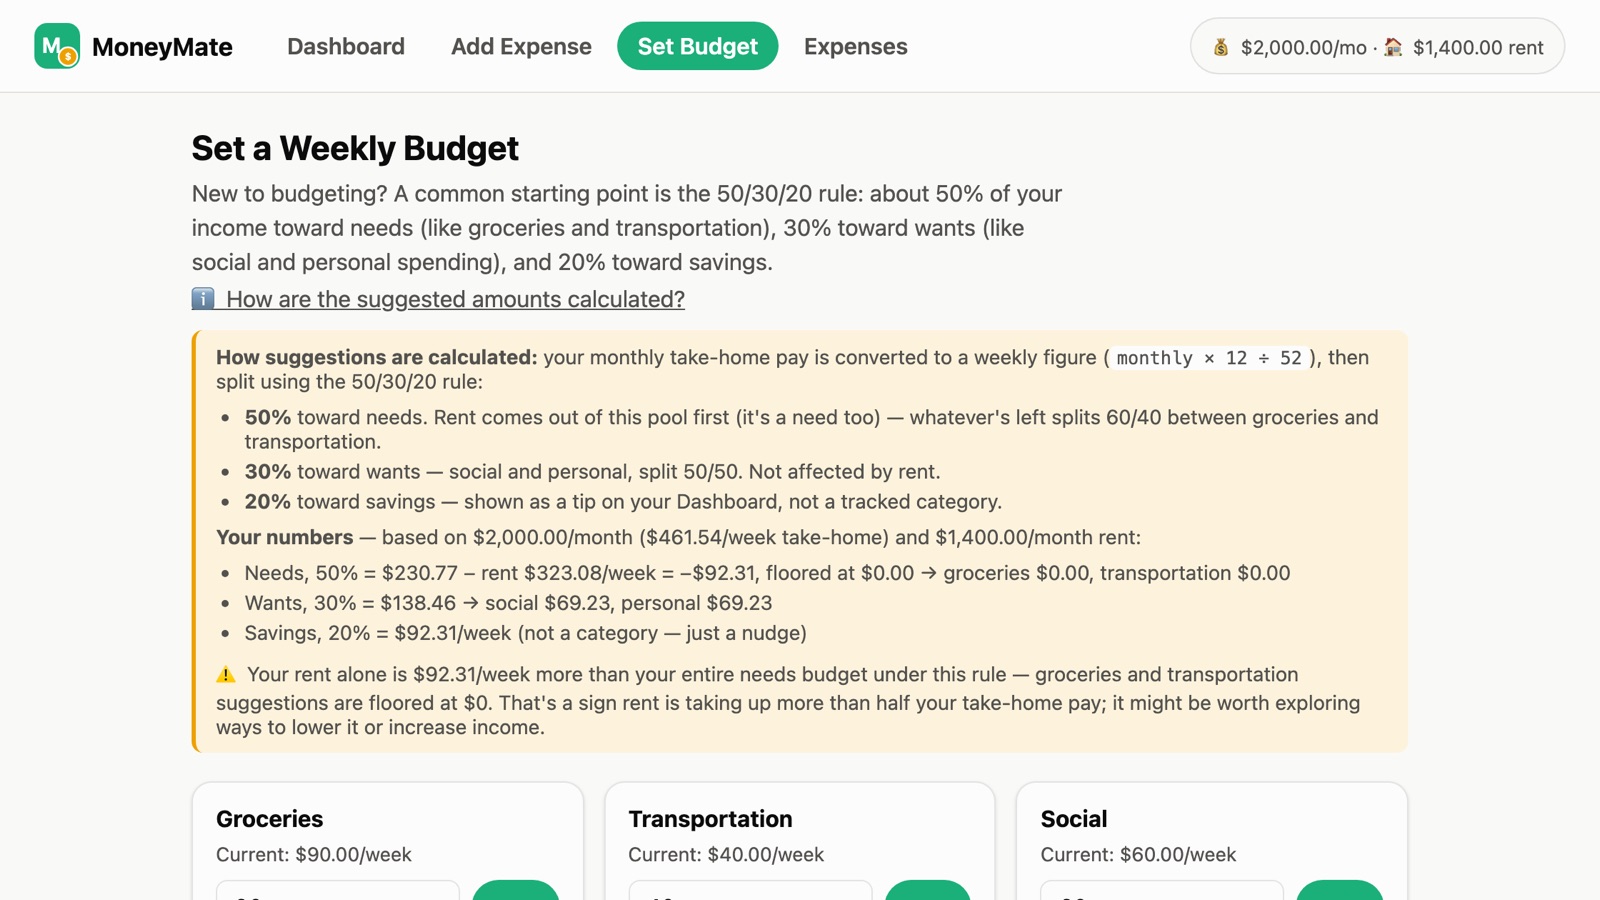 M $ MoneyMate Dashboard Add Expense Set Budget Expenses 💰 $2,000.00/mo · 🏠 $1,400.00 rent
Set a Weekly Budget
New to budgeting? A common starting point is the 50/30/20 rule: about 50% of your
income toward needs (like groceries and transportation), 30% toward wants (like
social and personal spending), and 20% toward savings.
ℹ️ How are the suggested amounts calculated?
How suggestions are calculated: your monthly take-home pay is converted to a weekly figure ( monthly × 12 ÷ 52 ), then
split using the 50/30/20 rule:
• 50% toward needs. Rent comes out of this pool first (it's a need too) — whatever's left splits 60/40 between groceries and
transportation.
• 30% toward wants — social and personal, split 50/50. Not affected by rent.
• 20% toward savings — shown as a tip on your Dashboard, not a tracked category.
Your numbers — based on $2,000.00/month ($461.54/week take-home) and $1,400.00/month rent:
• Needs, 50% = $230.77 − rent $323.08/week = −$92.31, floored at $0.00 → groceries $0.00, transportation $0.00
• Wants, 30% = $138.46 → social $69.23, personal $69.23
• Savings, 20% = $92.31/week (not a category — just a nudge)
⚠️ Your rent alone is $92.31/week more than your entire needs budget under this rule — groceries and transportation
suggestions are floored at $0. That's a sign rent is taking up more than half your take-home pay; it might be worth exploring
ways to lower it or increase income.
Groceries
Current: $90.00/week
Transportation
Current: $40.00/week
Social
Current: $60.00/week